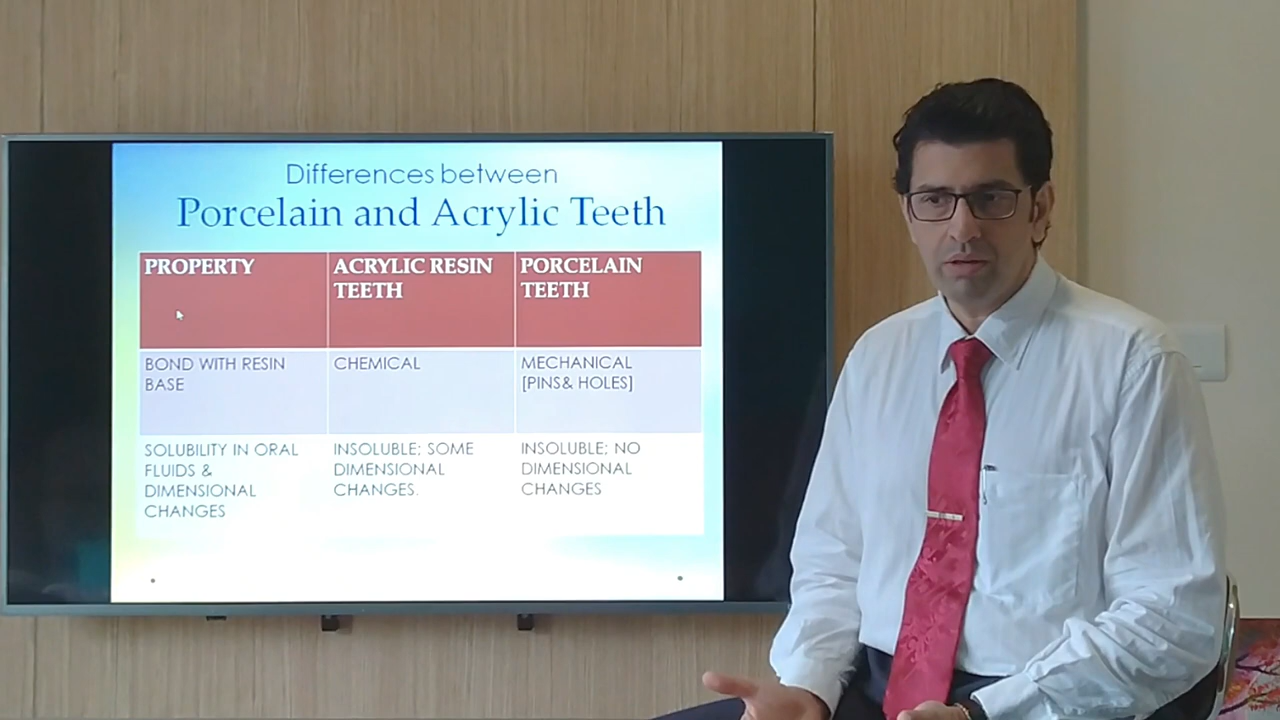 Differences between
Porcelain and Acrylic Teeth
PROPERTY
ACRYLIC RESIN
TEETH
PORCELAIN
TEETH
BOND WITH RESIN
BASE
CHEMICAL
MECHANICAL
[PINS& HOLES]
SOLUBILITY IN ORAL
FLUIDS &
DIMENSIONAL
CHANGES
INSOLUBLE; SOME
DIMENSIONAL
CHANGES.
INSOLUBLE; NO
DIMENSIONAL
CHANGES